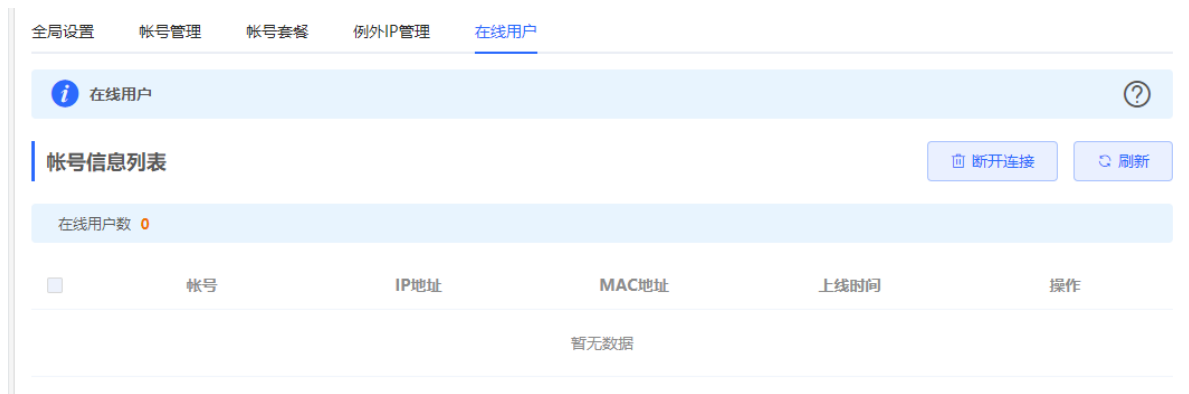 全局设置 帐号管理 帐号套餐 例外IP管理 在线用户
在线用户
帐号信息列表 断开连接 刷新
在线用户数 0
帐号 IP地址 MAC地址 上线时间 操作
暂无数据